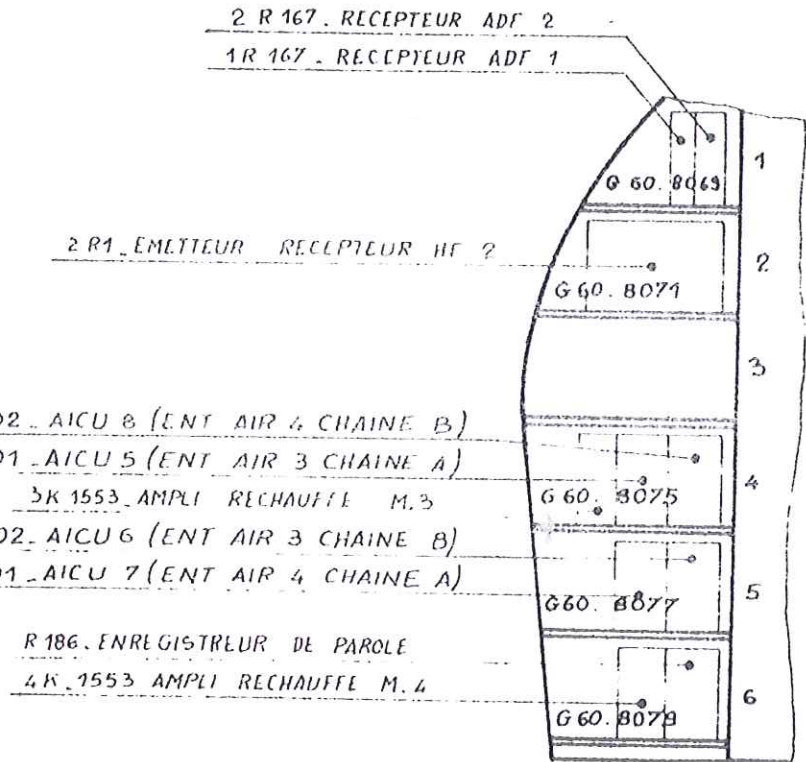 2 R 167. RECEPTEUR ADF 2
1 R 167. RECEPTEUR ADF 1
1
G 60. 8069
2 R1. EMETTEUR RECEPTEUR HF 2
2
G 60. 8071
3
02. AICU 8 (ENT AIR 4 CHAINE B)
01. AICU 5 (ENT AIR 3 CHAINE A)
4
3K 1553. AMPLI RECHAUFFE M.3
G 60. 8075
02. AICU 6 (ENT AIR 3 CHAINE B)
01. AICU 7 (ENT AIR 4 CHAINE A)
5
G60. 8077
R 186. ENREGISTREUR DE PAROLE
4K. 1553 AMPLI RECHAUFFE M.4
6
G60. 8079